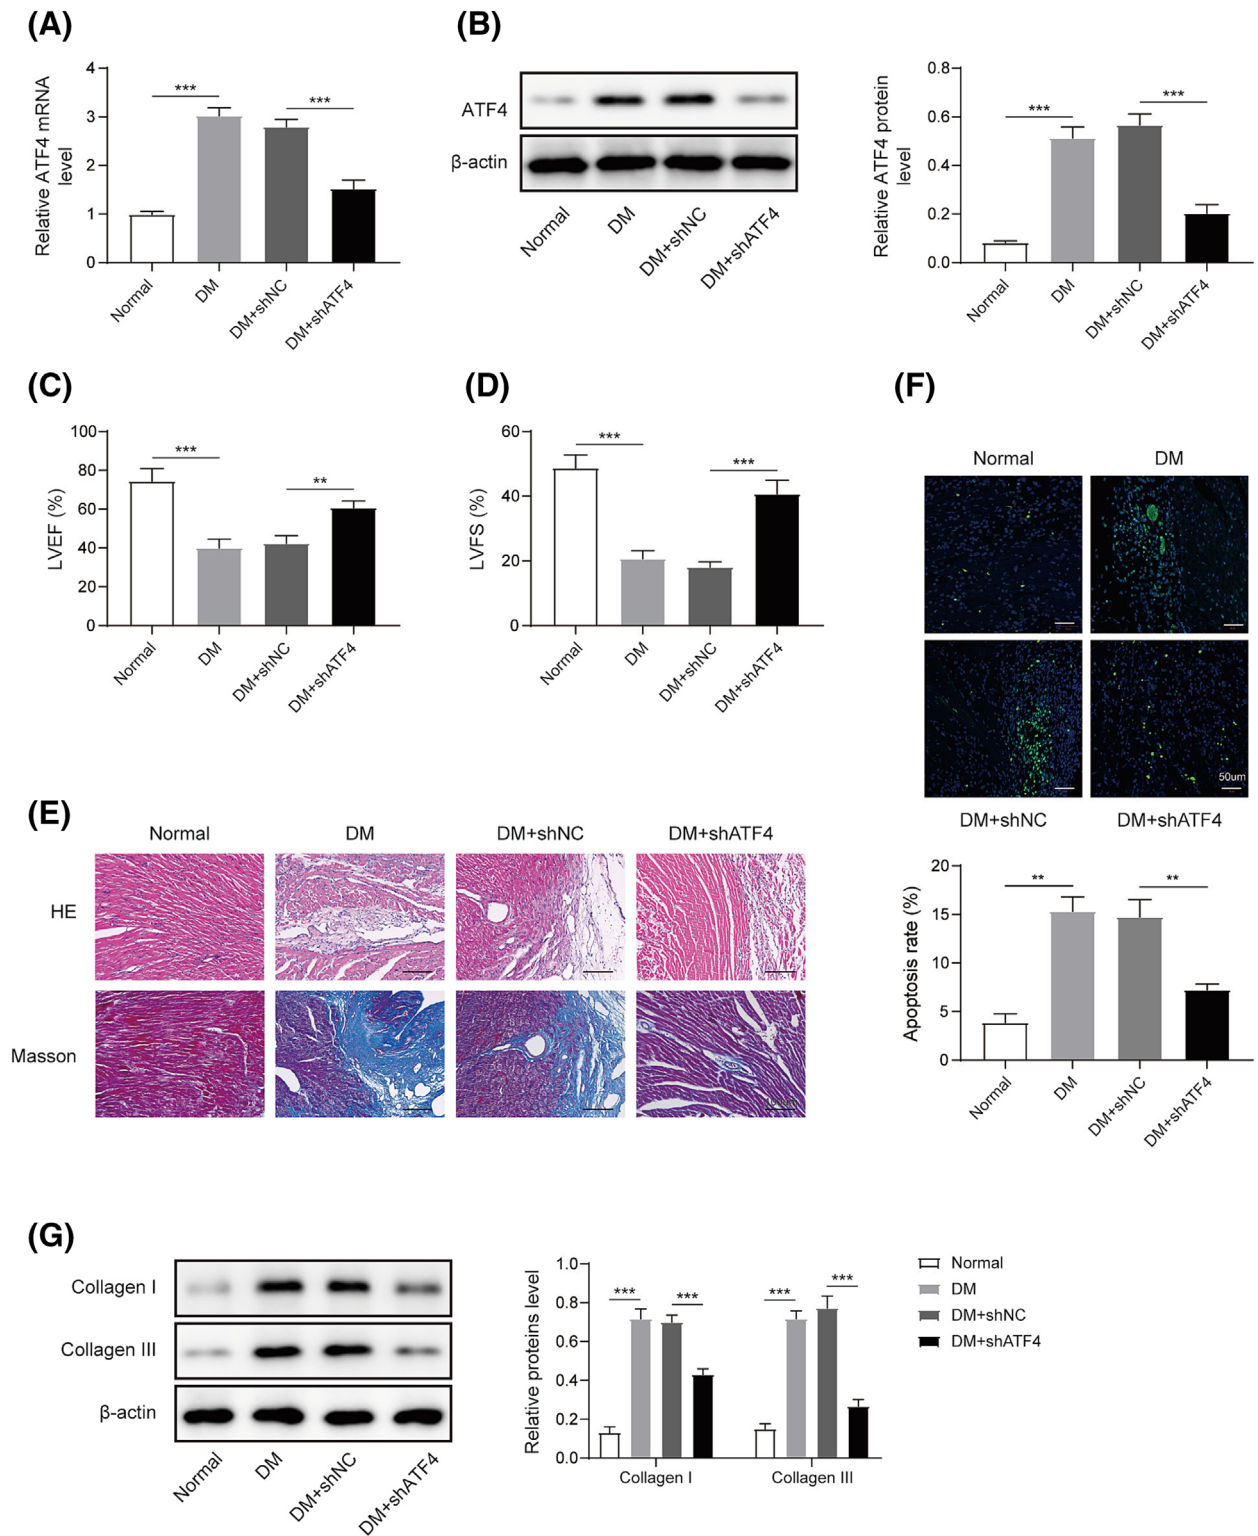 (A)
4
3
2
1
0
Relative ATF4 mRNA
level
***
***
Normal
DM
DM+shNC
DM+shATF4
(B)
ATF4
β-actin
Normal
DM
DM+shNC
DM+shATF4
0.8
0.6
0.4
0.2
0.0
Relative ATF4 protein
level
***
***
Normal
DM
DM+shNC
DM+shATF4
(C)
100
80
60
40
20
0
LVEF (%)
***
**
Normal
DM
DM+shNC
DM+shATF4
(D)
60
40
20
0
LVFS (%)
***
***
Normal
DM
DM+shNC
DM+shATF4
(F)
Normal
DM
50um
DM+shNC
DM+shATF4
20
15
10
5
0
Apoptosis rate (%)
**
**
Normal
DM
DM+shNC
DM+shATF4
(E)
Normal
DM
DM+shNC
DM+shATF4
HE
Masson
(G)
Collagen I
Collagen III
β-actin
Normal
DM
DM+shNC
DM+shATF4
1.0
0.8
0.6
0.4
0.2
0.0
Relative proteins level
***
***
***
***
Collagen I
Collagen III
Normal
DM
DM+shNC
DM+shATF4